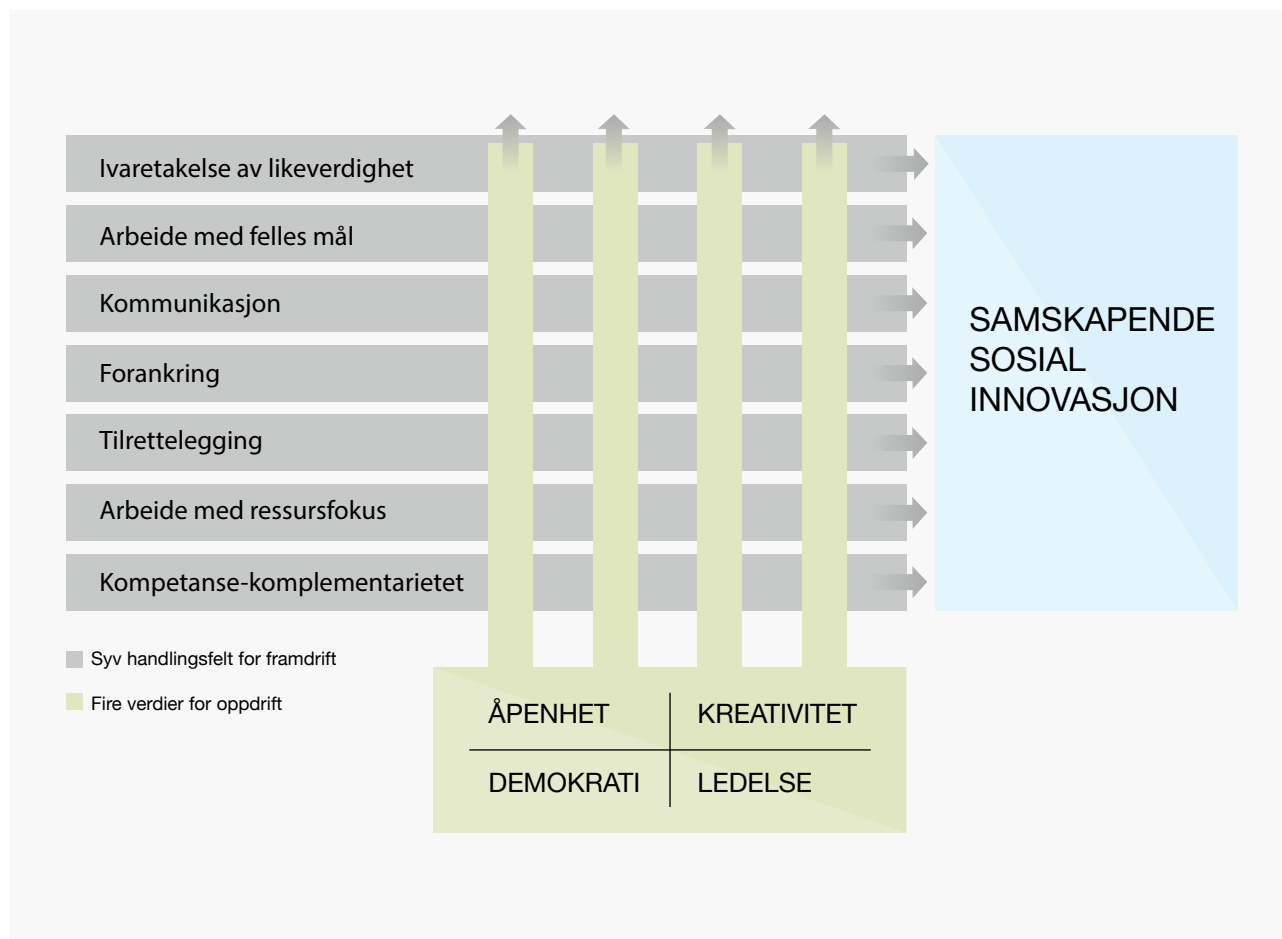 Ivaretakelse av likeverdighet
Arbeide med felles mål
Kommunikasjon
Forankring
Tilrettelegging
Arbeide med ressursfokus
Kompetanse-komplementarietet
SAMSKAPENDE
SOSIAL
INNOVASJON
Syv handlingsfelt for framdrift
Fire verdier for oppdrift
ÅPENHET
KREATIVITET
DEMOKRATI
LEDELSE